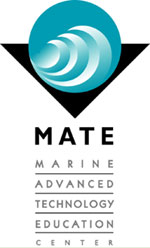 MATE
MARINE
ADVANCED
TECHNOLOGY
EDUCATION
CENTER